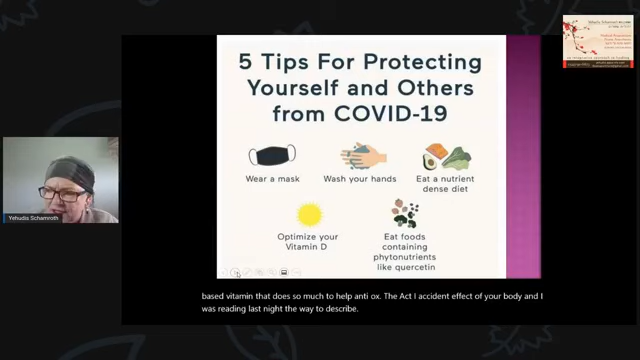 5 Tips For Protecting
Yourself and Others
from COVID-19
Wear a mask
Wash your hands
Eat a nutrient
dense diet
Optimize your
Vitamin D
Eat foods
containing
phytonutrients
like quercetin
Yehudis Schamroth
based vitamin that does so much to help anti ox. The Act I accident effect of your body and I
was reading last night the way to describe.